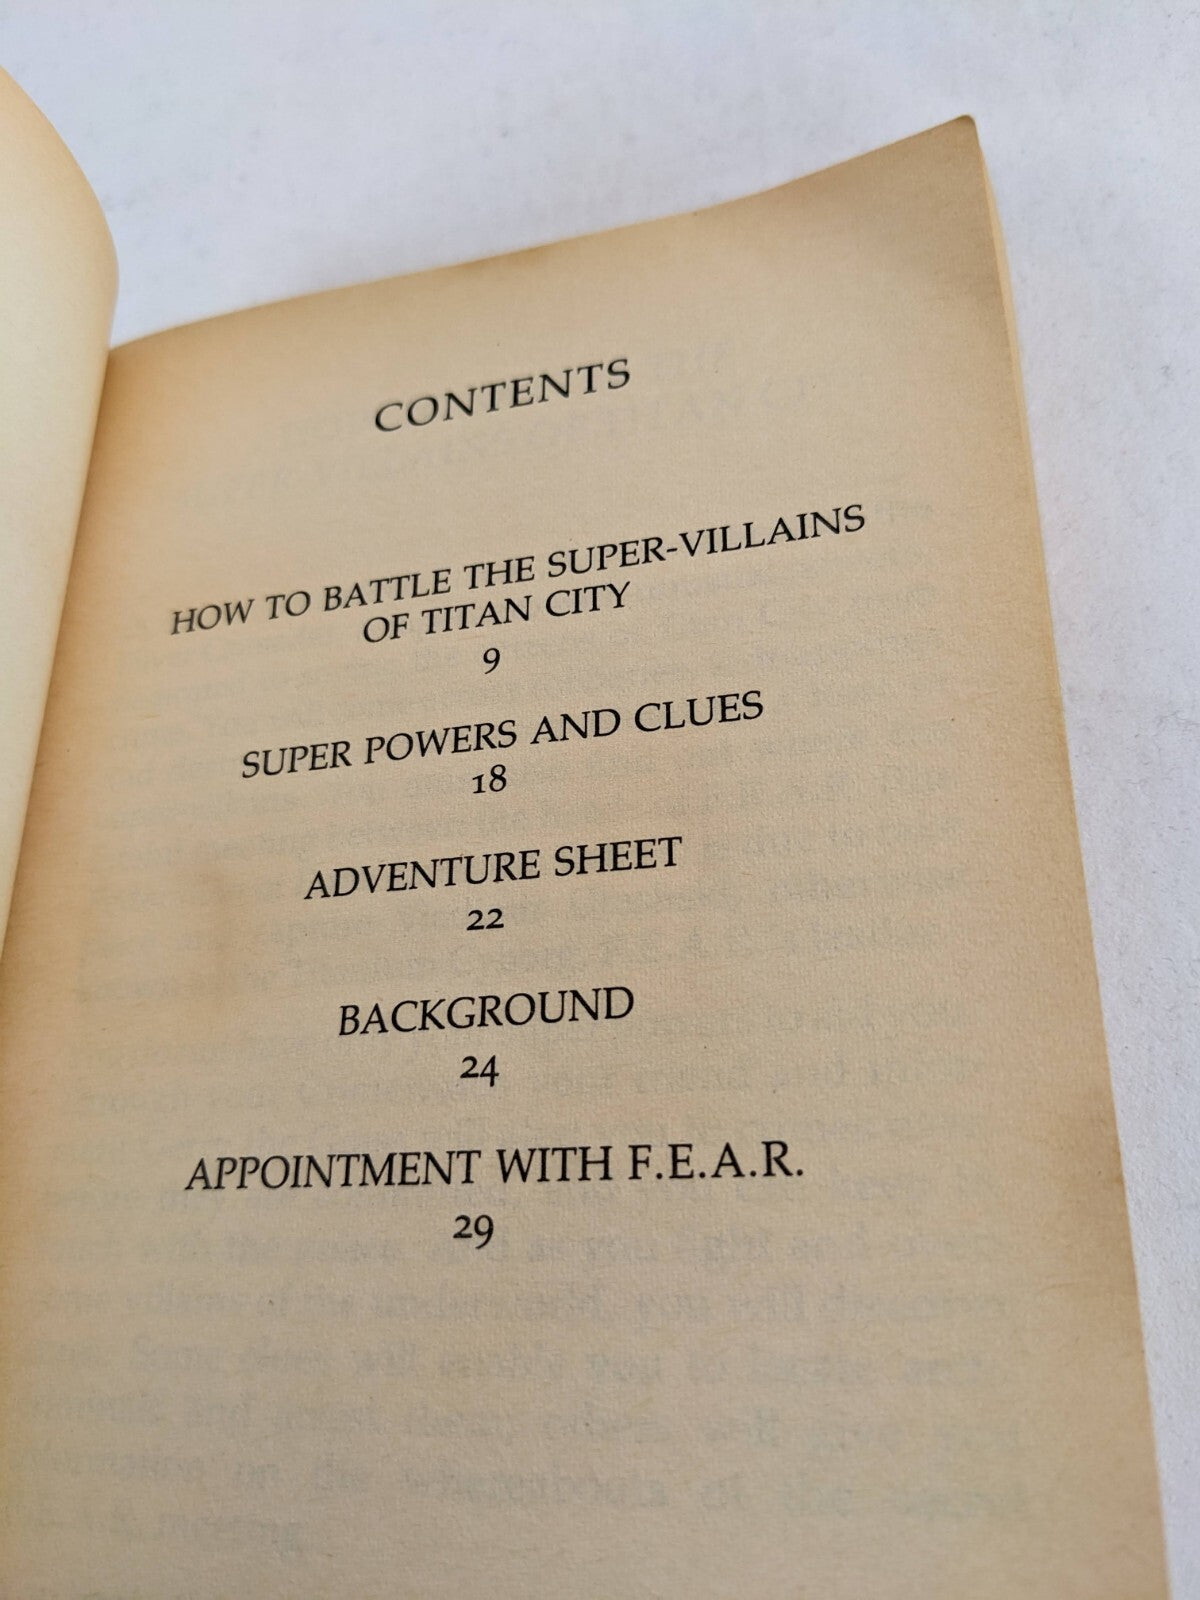 CONTENTS
HOW TO BATTLE THE SUPER-VILLAINS
OF TITAN CITY
9
SUPER POWERS AND CLUES
18
ADVENTURE SHEET
22
BACKGROUND
24
APPOINTMENT WITH F.E.A.R.
29